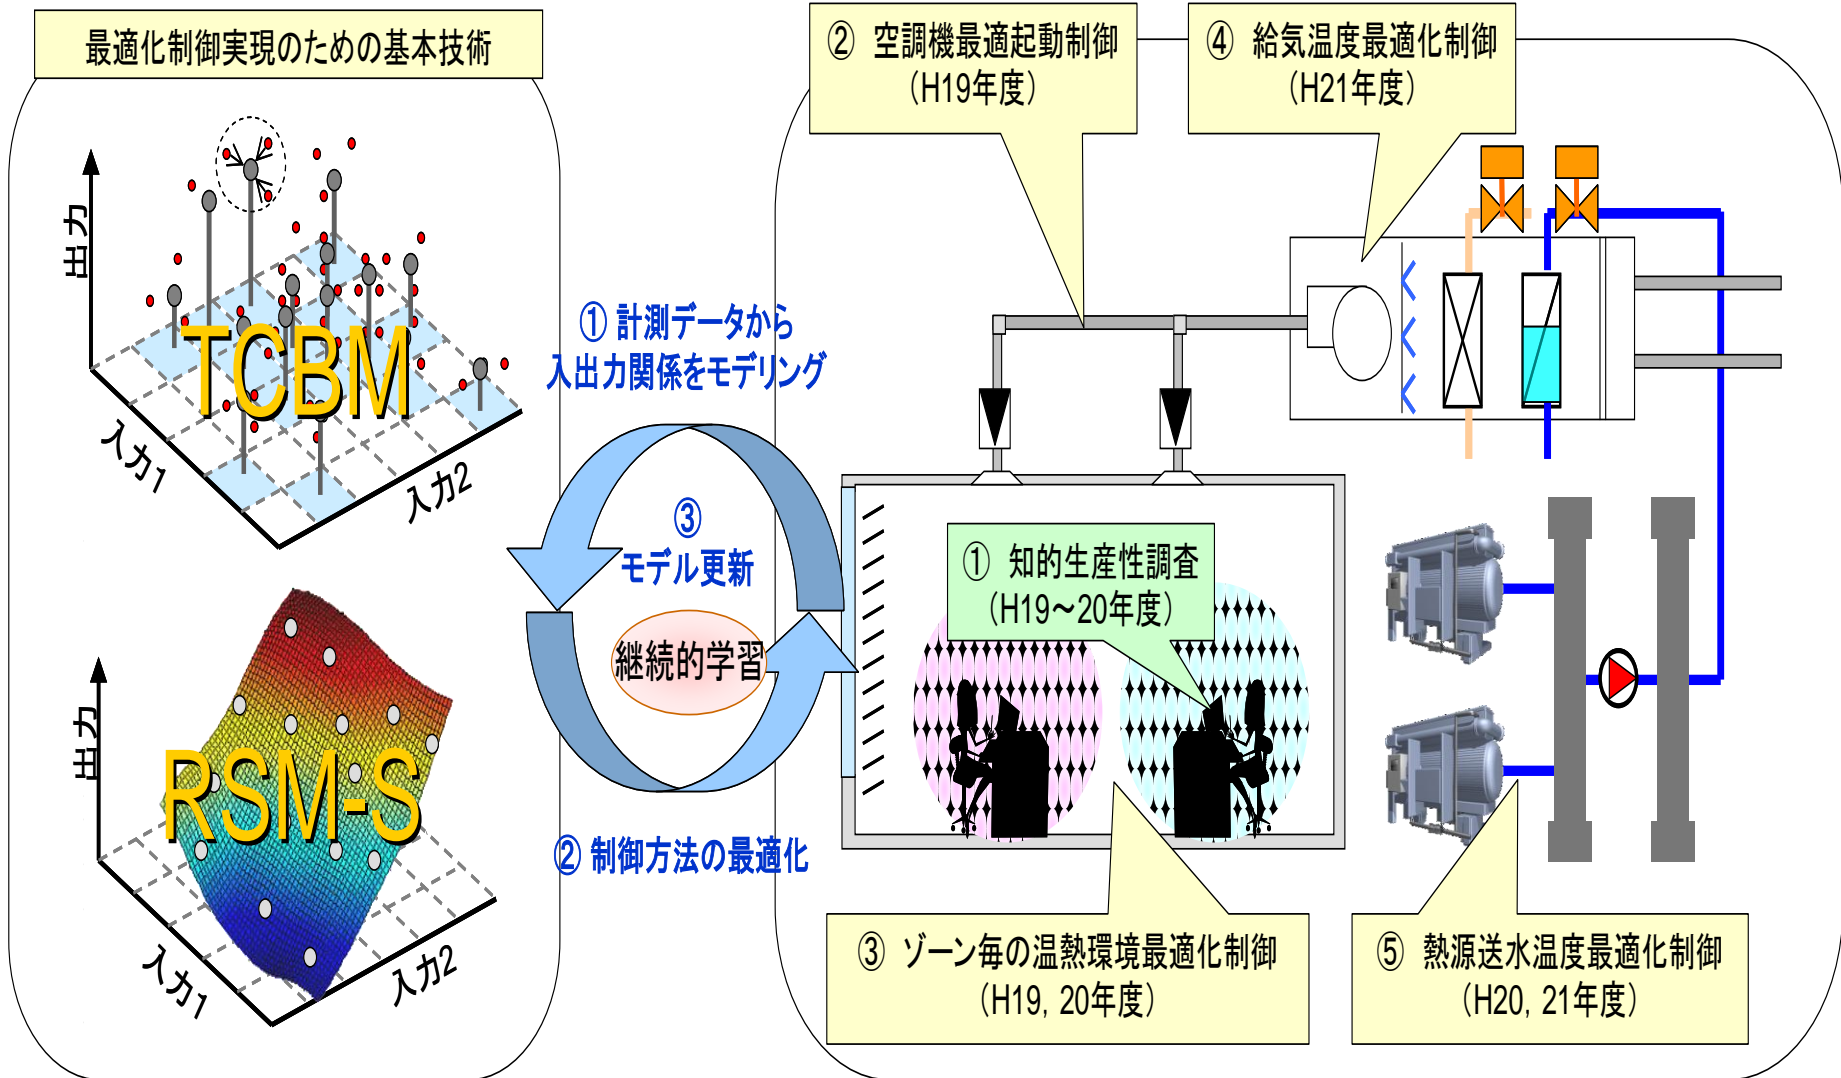 最適化制御実現のための基本技術
出力
TCBM
入力1
入力2
出力
RSM-S
入力1
入力2
① 計測データから
入出力関係をモデリング
③
モデル更新
継続的学習
② 制御方法の最適化
② 空調機最適起動制御
（H19年度）
④ 給気温度最適化制御
（H21年度）
① 知的生産性調査
（H19～20年度）
③ ゾーン毎の温熱環境最適化制御
（H19, 20年度）
⑤ 熱源送水温度最適化制御
（H20, 21年度）